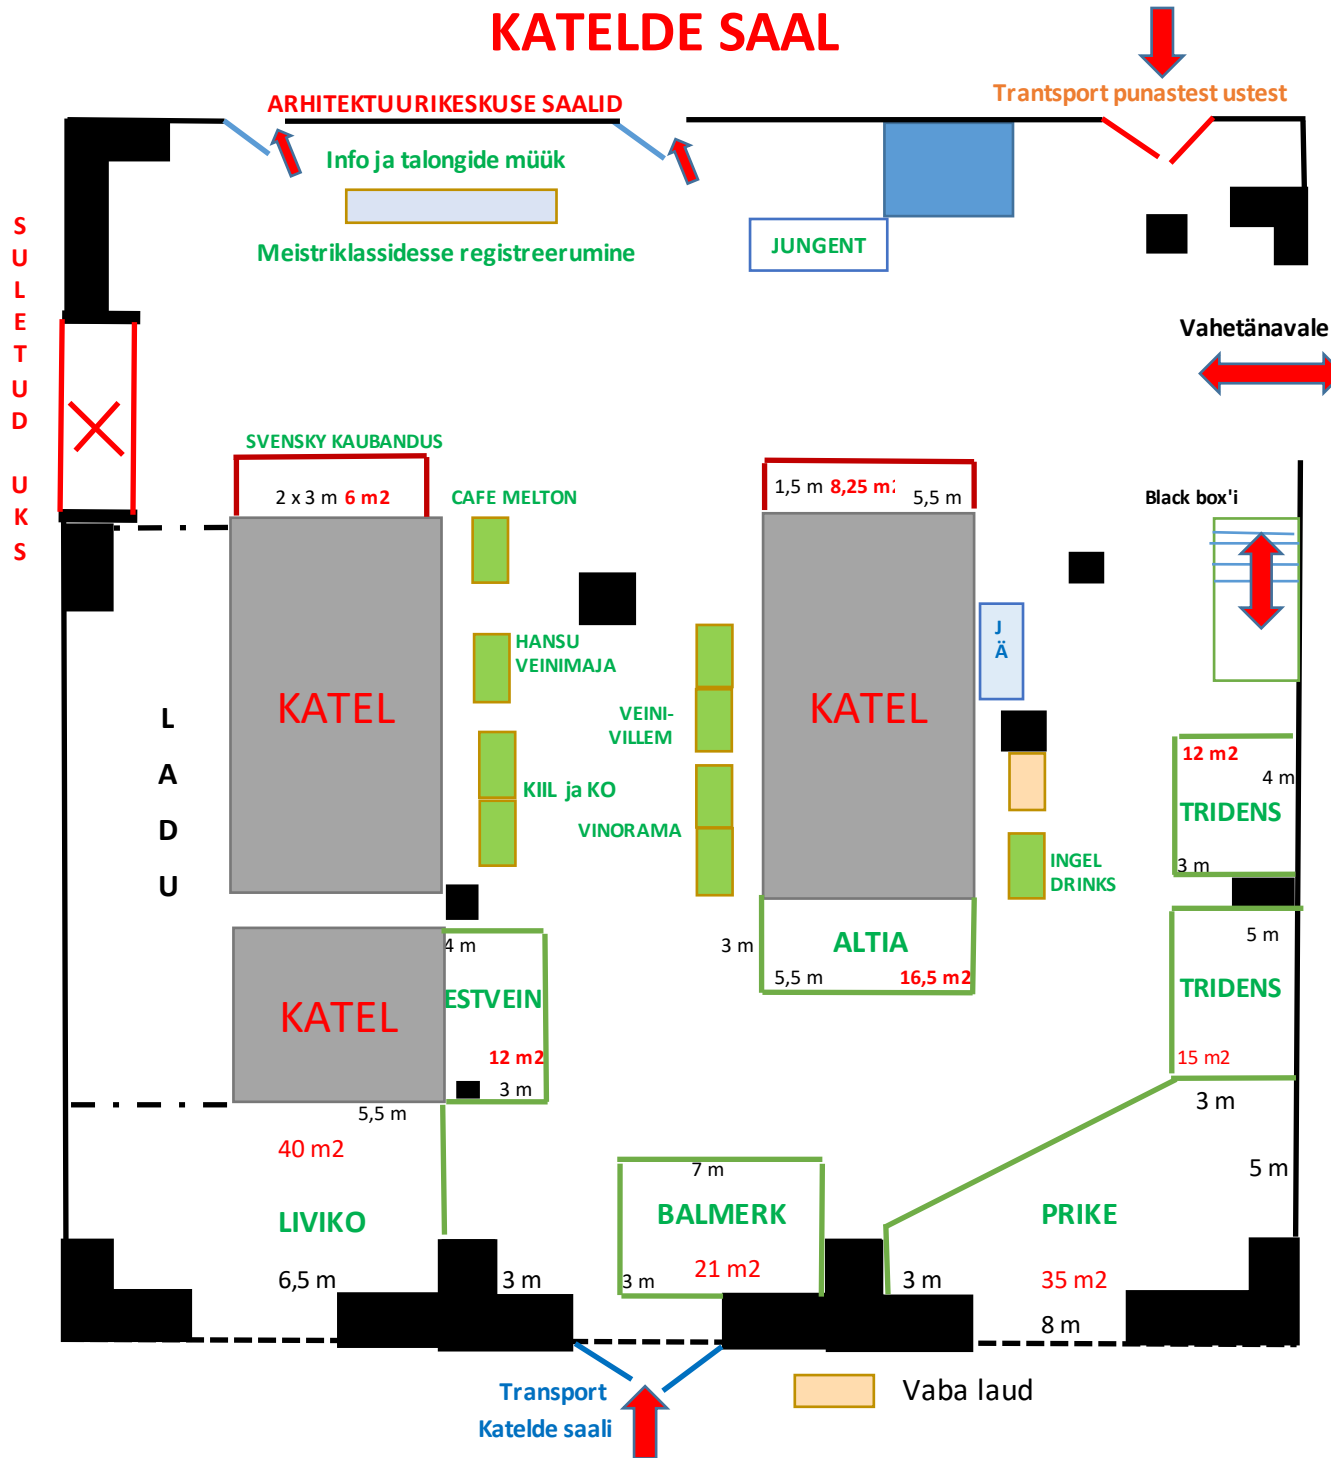 KATELDE SAAL
Trantsport punastest ustest
ARHITEKTUURIKESKUSE SAALID
Info ja talongide müük
Meistriklassidesse registreerumine
JUNGENT
SULETUD UKS
Vahetänavale
SVENSKY KAUBANDUS
2 x 3 m 6 m2
CAFE MELTON
1,5 m 8,25 m2
5,5 m
Black box'i
HANSU
VEINIMAJA
J
Ä
KATEL
KATEL
VEINI-
VILLEM
LADU
12 m2
4 m
TRIDENS
3 m
KIIL ja KO
VINORAMA
INGEL
DRINKS
4 m
ESTVEIN
12 m2
3 m
KATEL
5,5 m
3 m
ALTIA
5,5 m
16,5 m2
5 m
TRIDENS
15 m2
3 m
40 m2
LIVIKO
6,5 m
3 m
7 m
BALMERK
21 m2
3 m
5 m
PRIKE
3 m
35 m2
8 m
Transport
Katelde saali
Vaba laud